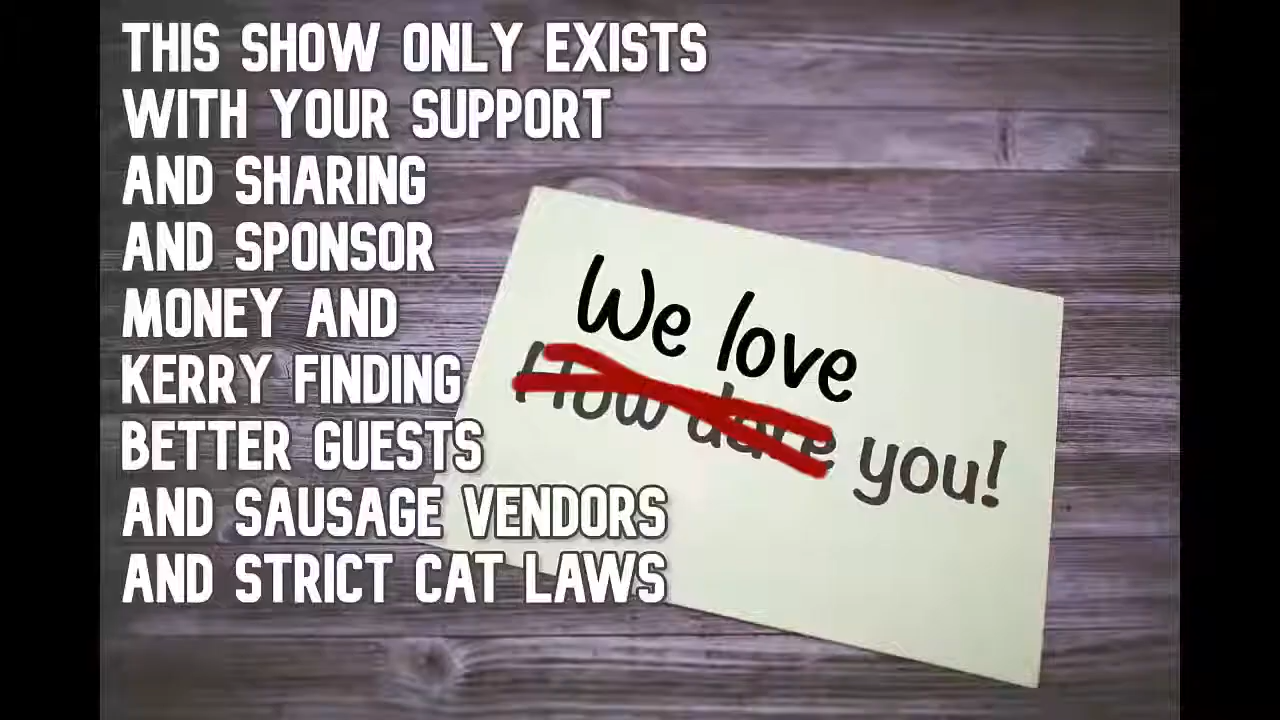 THIS SHOW ONLY EXISTS
WITH YOUR SUPPORT
AND SHARING
AND SPONSOR
MONEY AND
KERRY FINDING
BETTER GUESTS
AND SAUSAGE VENDORS
AND STRICT CAT LAWS
We love
How dare you!